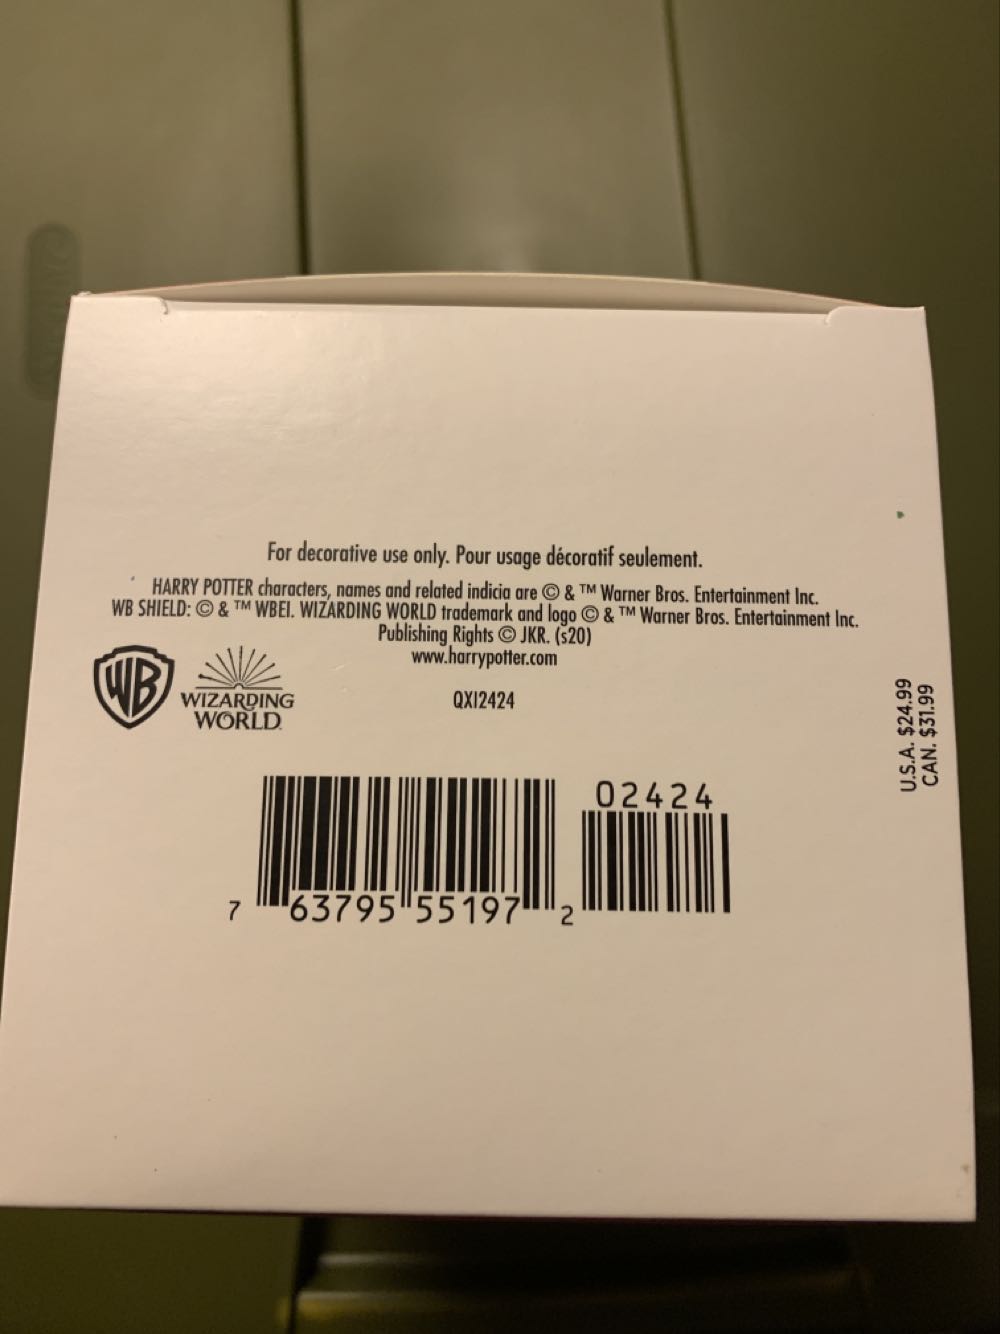 For decorative use only. Pour usage décoratif seulement.
HARRY POTTER characters, names and related indicia are © & ™ Warner Bros. Entertainment Inc.
WB SHIELD: © & ™ WBEI. WIZARDING WORLD trademark and logo © & ™ Warner Bros. Entertainment Inc.
Publishing Rights © JKR. (s20)
www.harrypotter.com
WB
WIZARDING
WORLD
QXI2424
U.S.A. $24.99
CAN. $31.99
02424
7 63795 55197 2